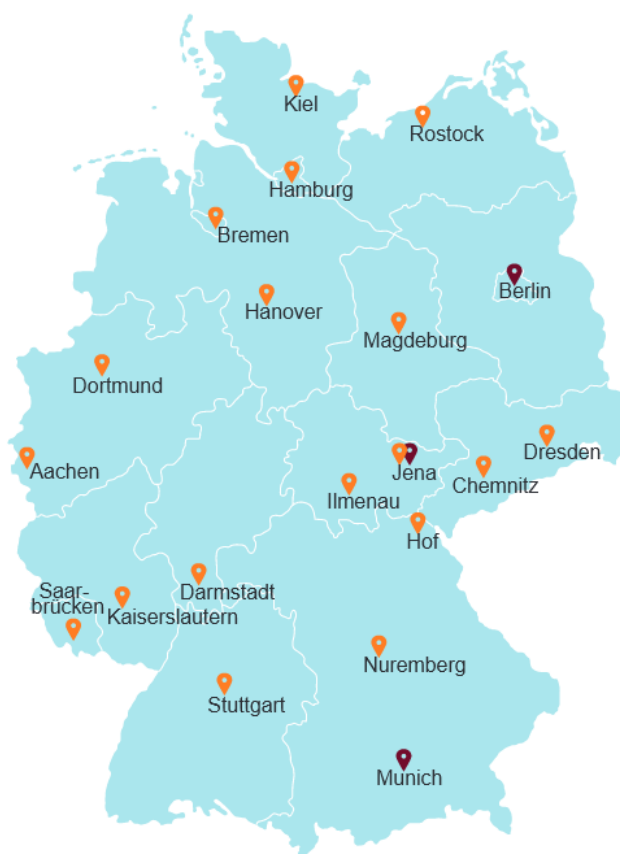 Kiel
Rostock
Hamburg
Bremen
Berlin
Hanover
Magdeburg
Dortmund
Dresden
Aachen
Jena
Chemnitz
Ilmenau
Hof
Saar-
brücken
Darmstadt
Kaiserslautern
Nuremberg
Stuttgart
Munich